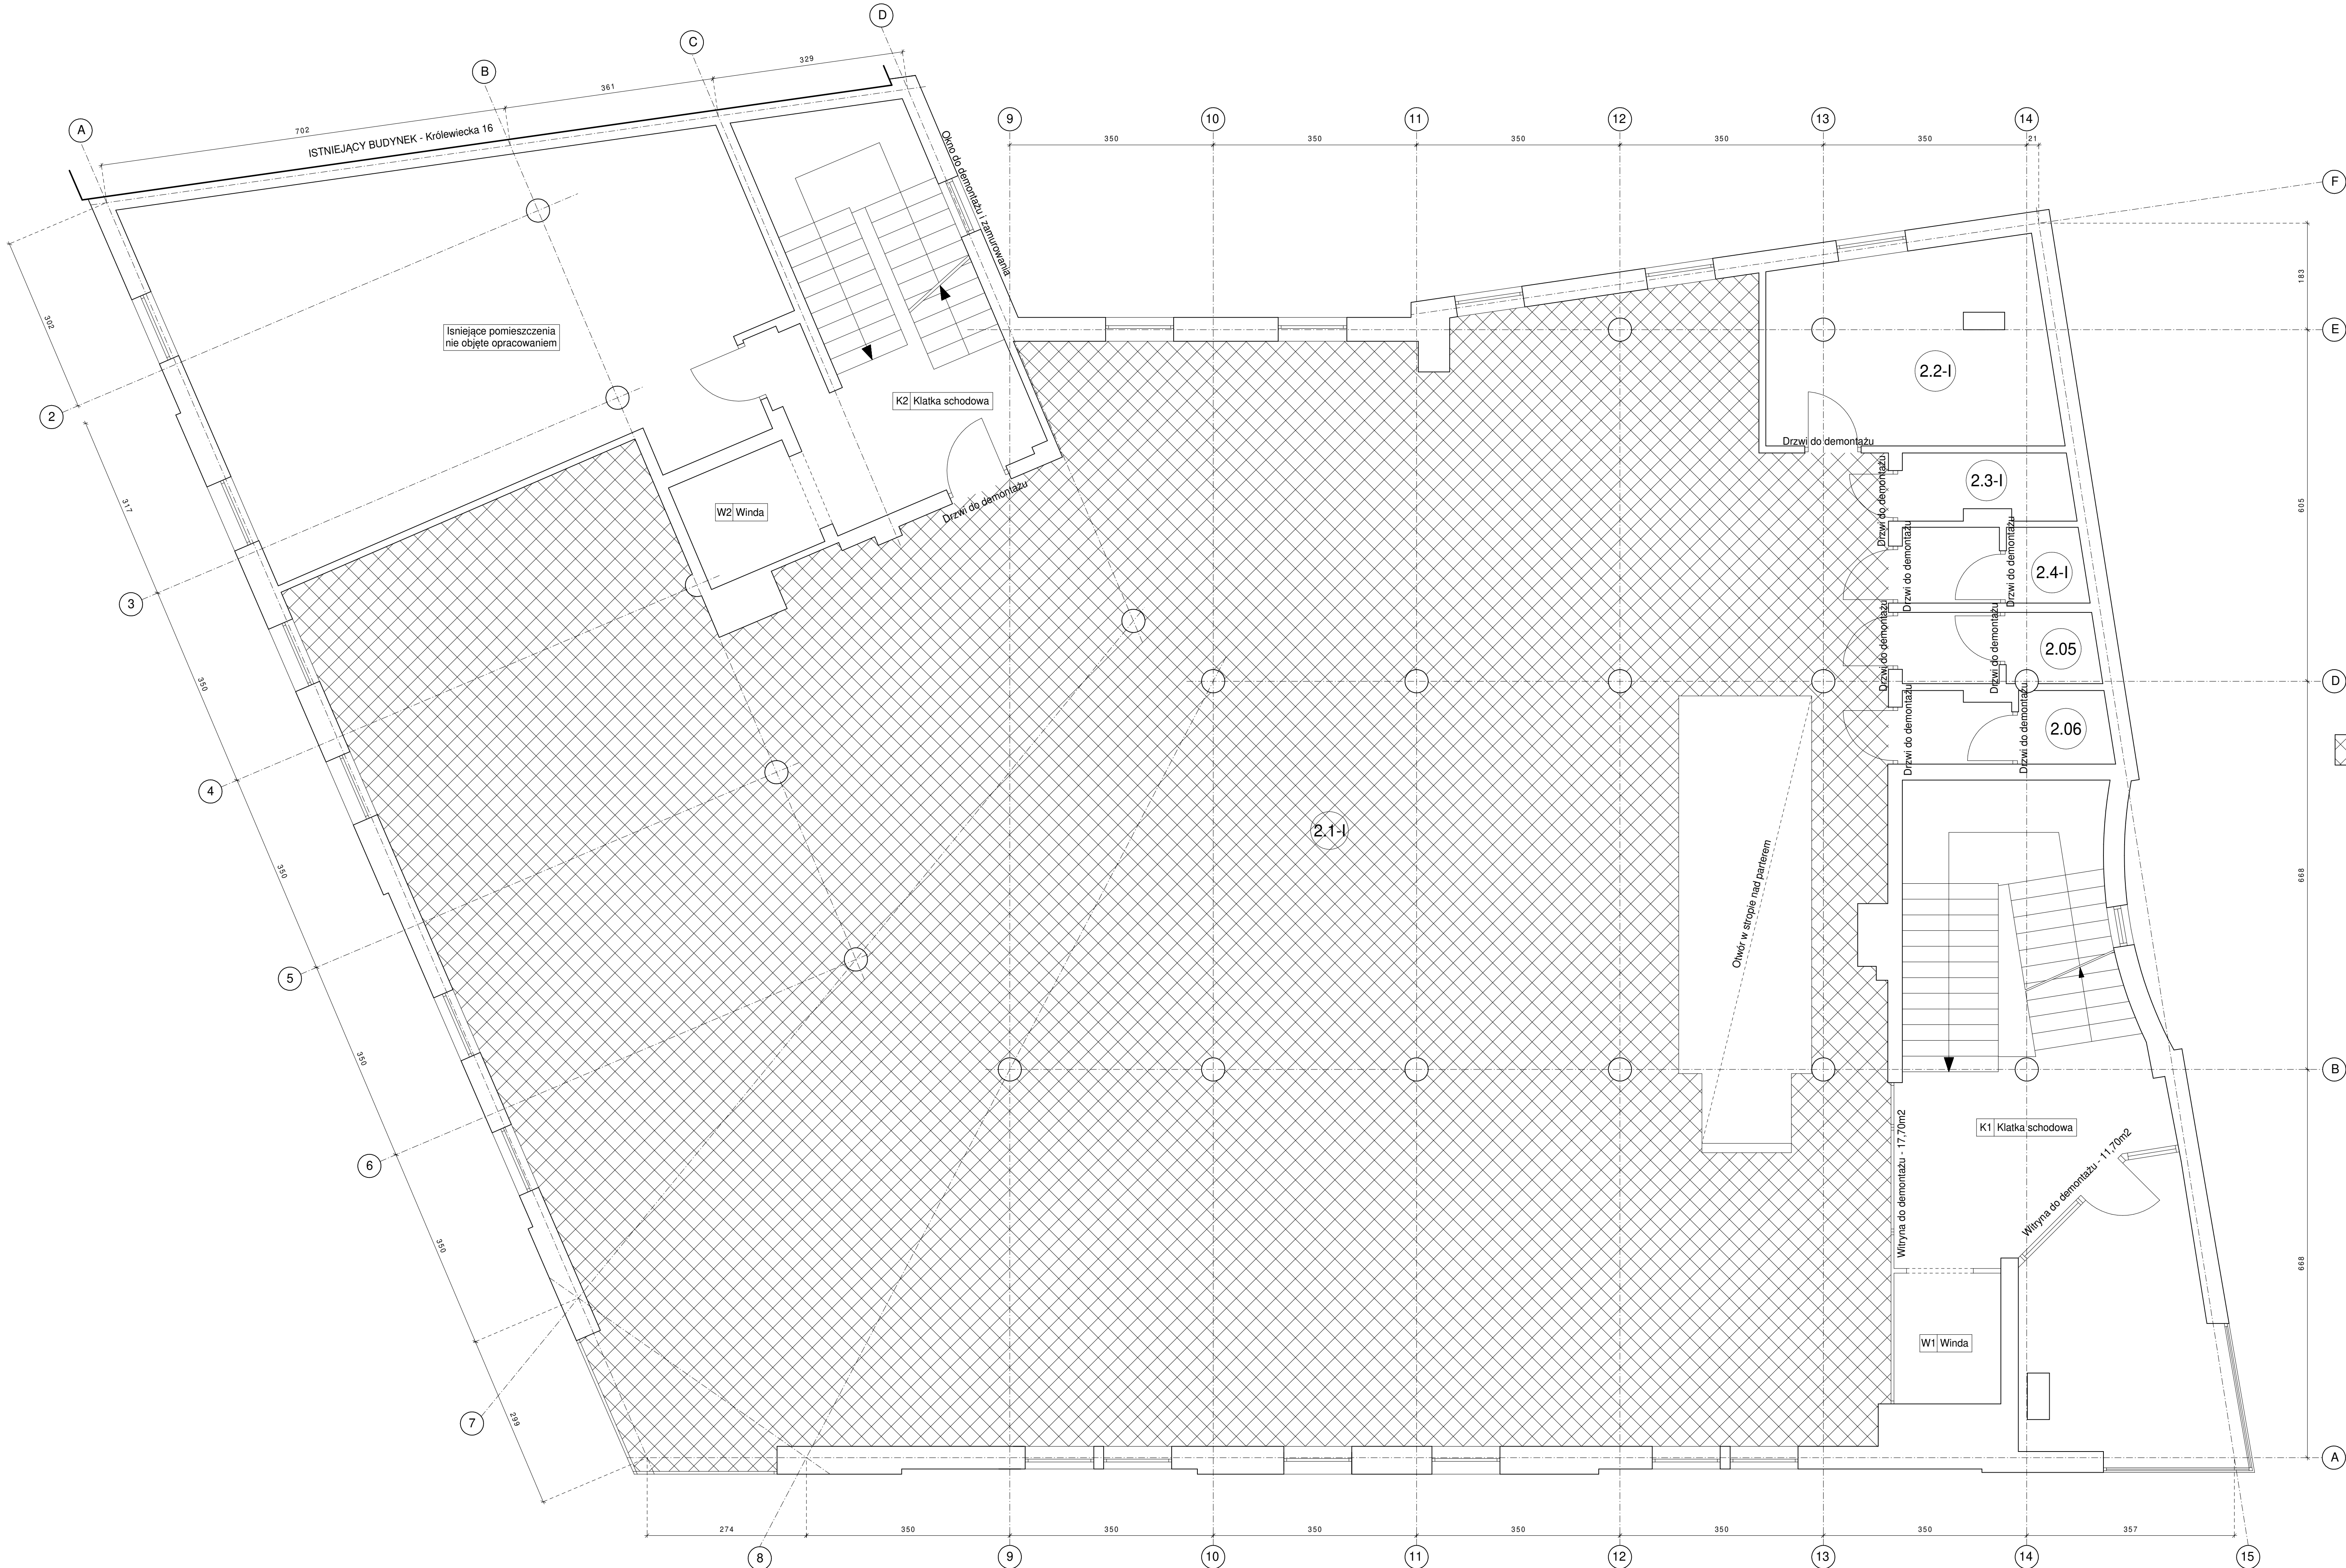 D
C
B
A
329
361
702
ISTNIEJĄCY BUDYNEK - Królewiecka 16
9
10
11
12
13
14
350
350
350
350
350
21
F
Okno do demontażu i zamurowania
183
302
Isniejące pomieszczenia
nie objęte opracowaniem
E
2.2-I
K2 Klatka schodowa
2
Drzwi do demontażu
Drzwi do demontażu
2.3-I
317
W2 Winda
Drzwi do demontażu
605
Drzwi do demontażu
Drzwi do demontażu
2.4-I
3
Drzwi do demontażu
Drzwi do demontażu
2.05
350
D
Drzwi do demontażu
Drzwi do demontażu
2.06
4
2.1-I
350
Otwór w stropie nad parterem
668
5
350
B
K1 Klatka schodowa
Witryna do demontażu - 17,70m2
Witryna do demontażu - 11,70m2
6
350
668
W1 Winda
299
7
A
274
350
350
350
350
350
350
357
8
9
10
11
12
13
14
15